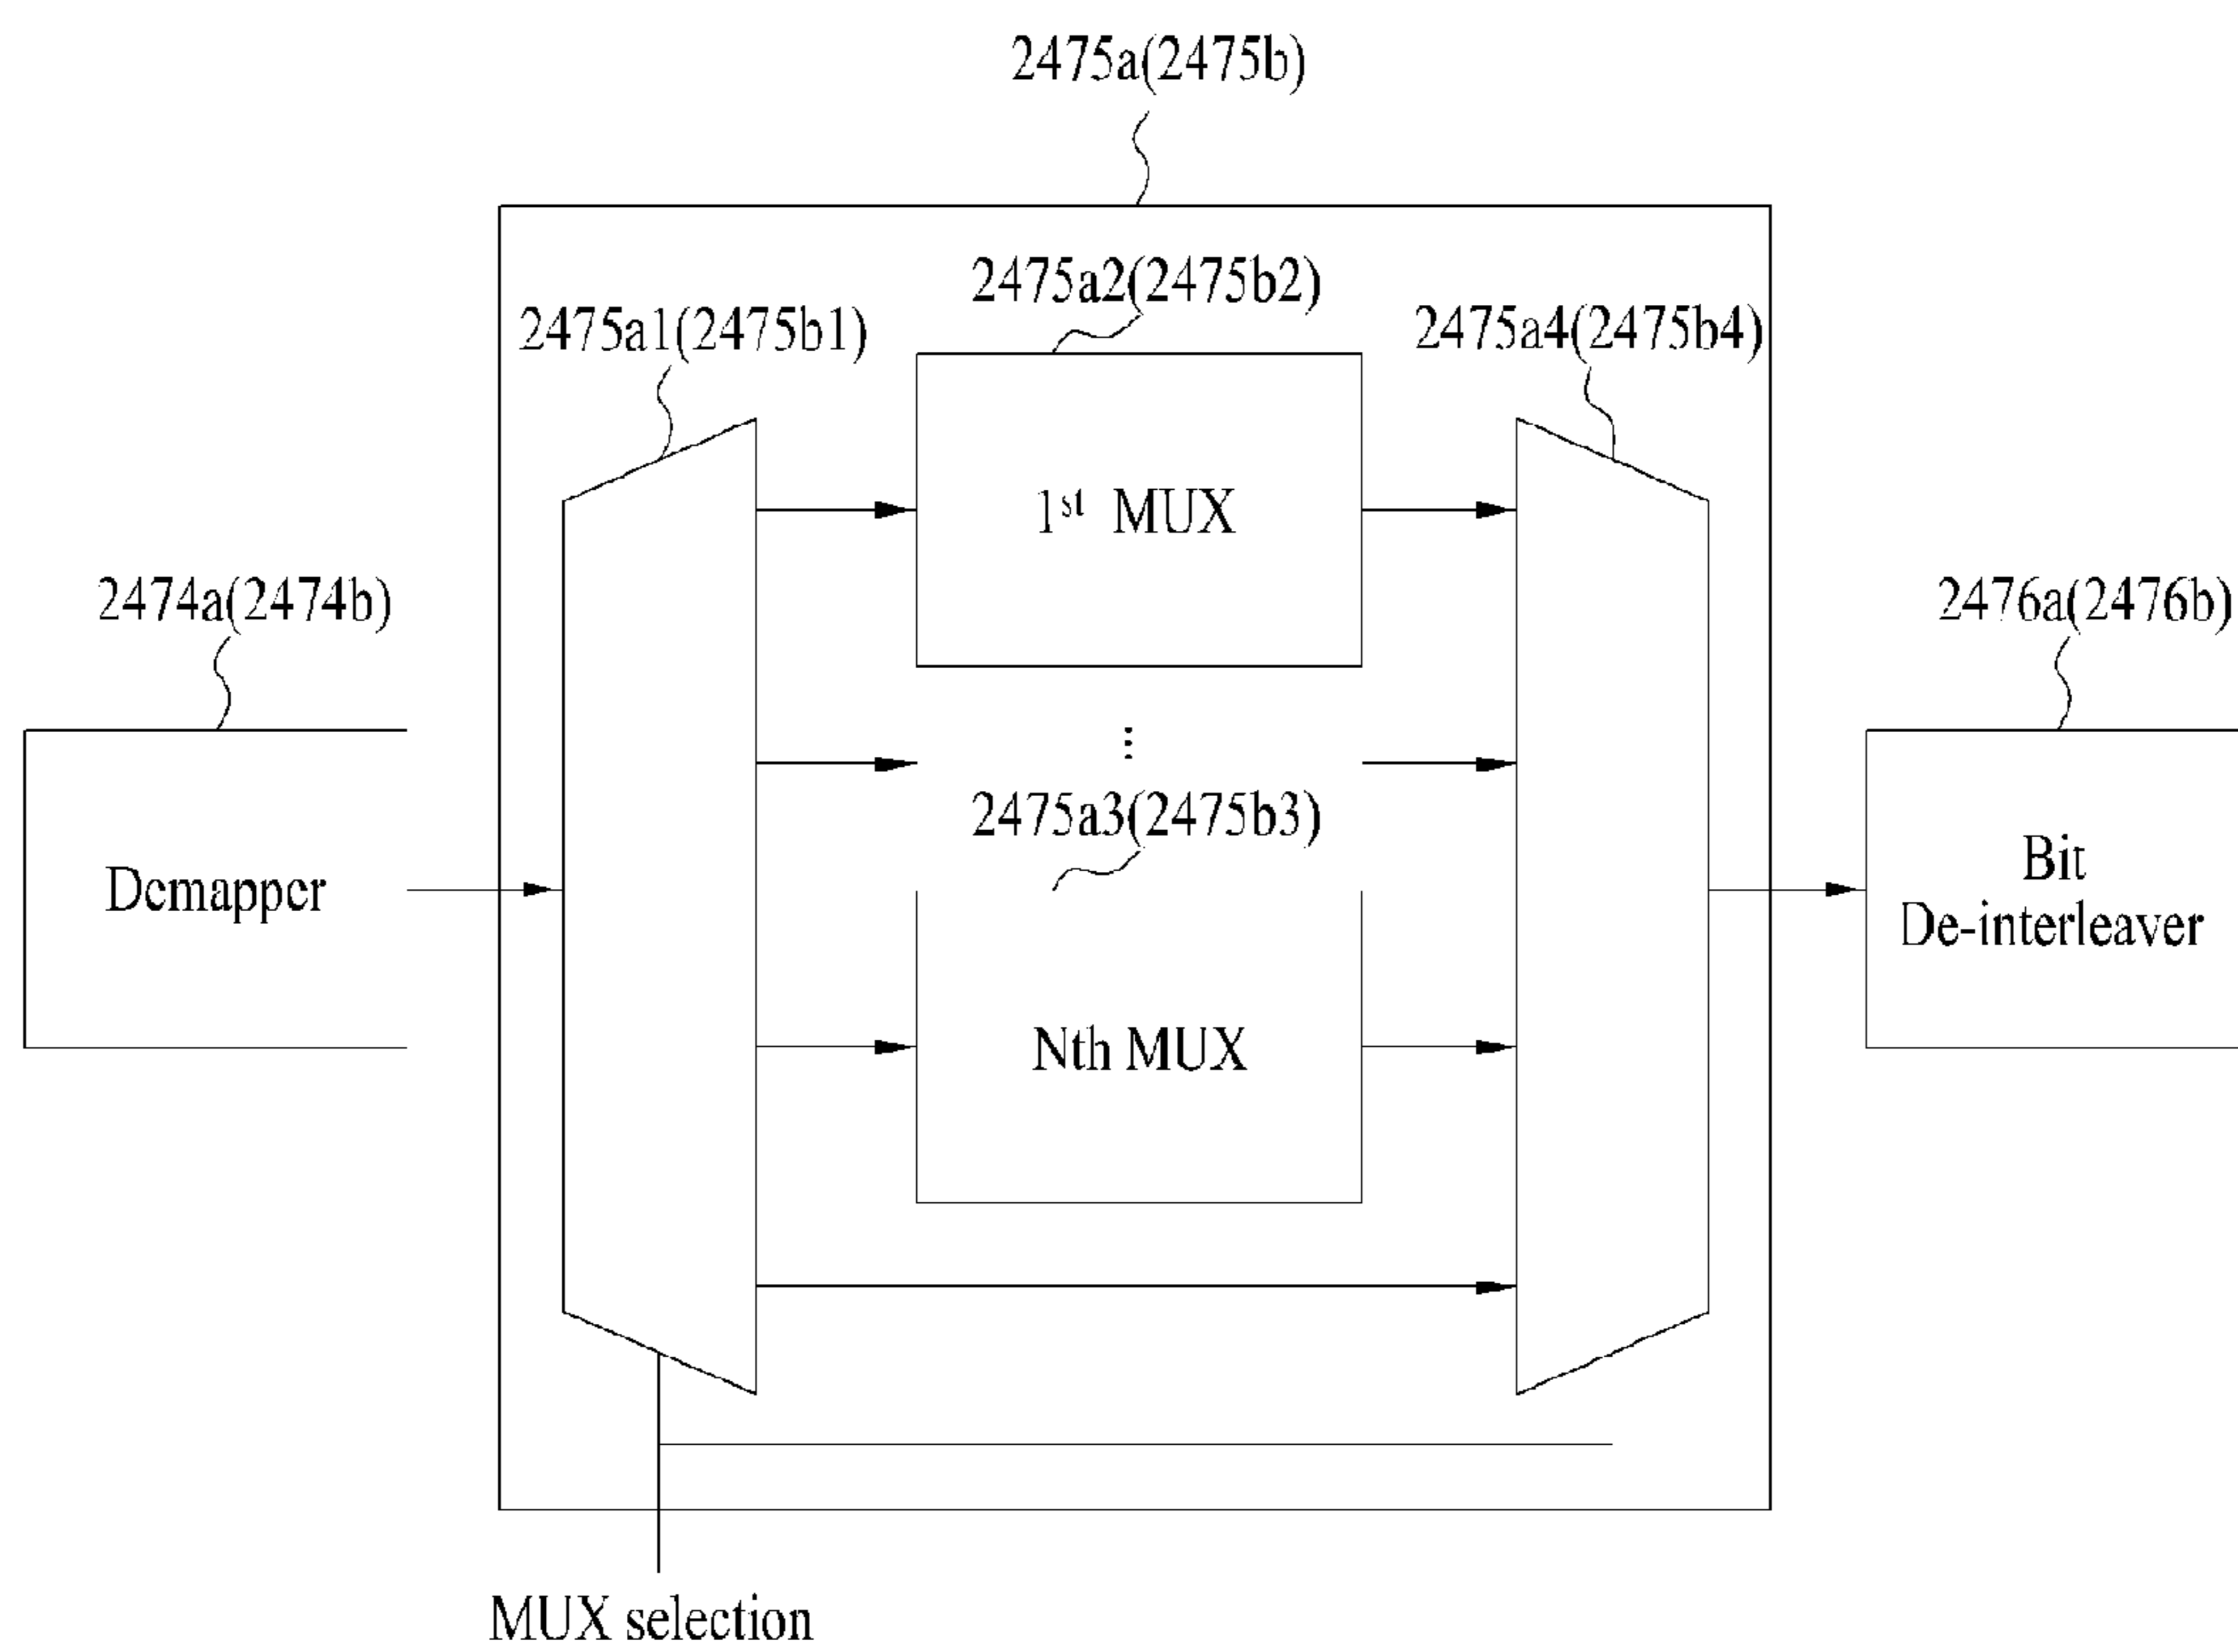 2475a(2475b)
2475a2(2475b2)
2475a1(2475b1)
2475a4(2475b4)
1st MUX
2474a(2474b)
2476a(2476b)
...
2475a3(2475b3)
Demapper
Bit
De-interleaver
Nth MUX
MUX selection